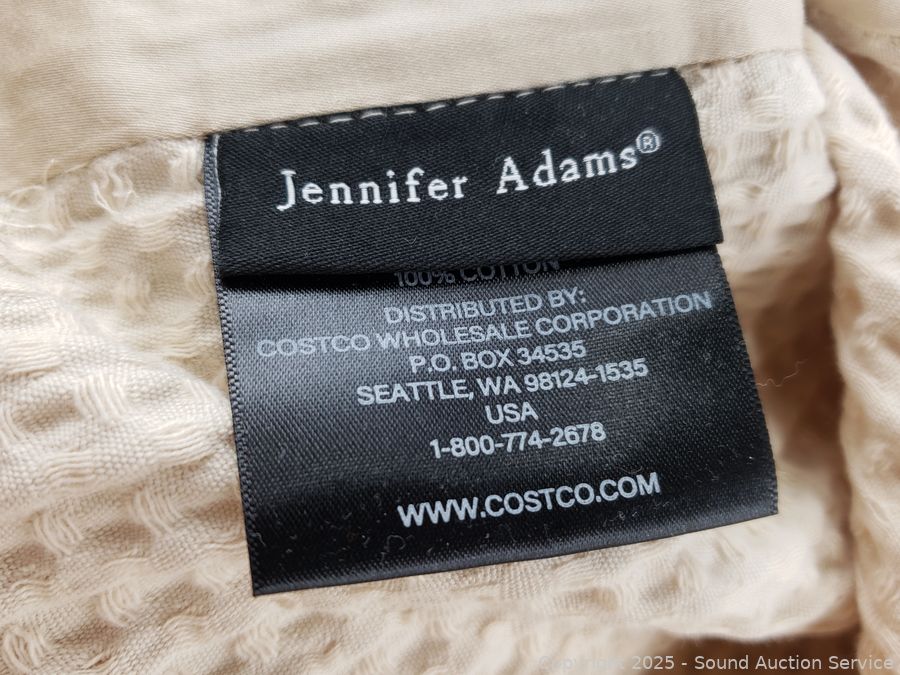 Jennifer Adams®
100% COTTON
DISTRIBUTED BY:
COSTCO WHOLESALE CORPORATION
P.O. BOX 34535
SEATTLE, WA 98124-1535
USA
1-800-774-2678
WWW.COSTCO.COM
Copyright 2025 - Sound Auction Service